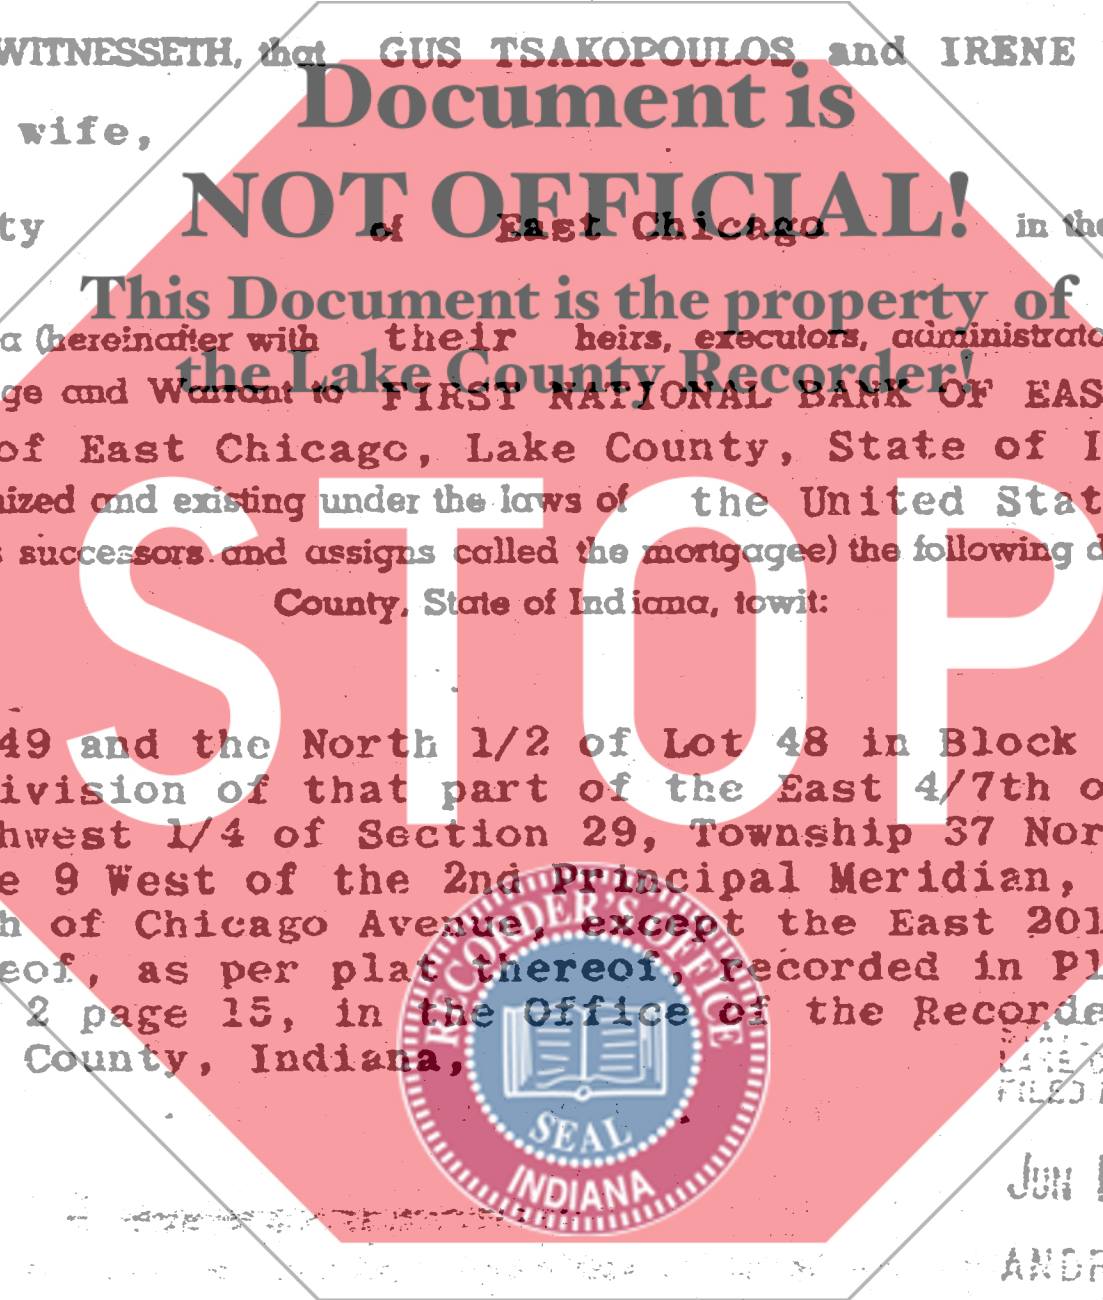 WITNESSETH, that GUS TSAKOPOULOS and IRENE
Document is
wife,
NOT OFFICIAL!
ty of East Chicago in the
This Document is the property of
a (hereinafter with their heirs, executors, administrato
the Lake County Recorder!
ge and Warrant to FIRST NATIONAL BANK OF EAS
of East Chicago, Lake County, State of I
nized and existing under the laws of the United Stat
s successors and assigns called the mortgagee) the following d
County, State of Indiana, towit:
STOP
49 and the North 1/2 of Lot 48 in Block
ivision of that part of the East 4/7th o
hwest 1/4 of Section 29, Township 37 Nor
e 9 West of the 2nd Principal Meridian,
h of Chicago Avenue, except the East 201
eof, as per plat thereof, recorded in Pl
2 page 15, in the Office of the Recorde
County, Indiana,
RECORDER'S OFFICE
SEAL
INDIANA
FILED
JUN
ANDR